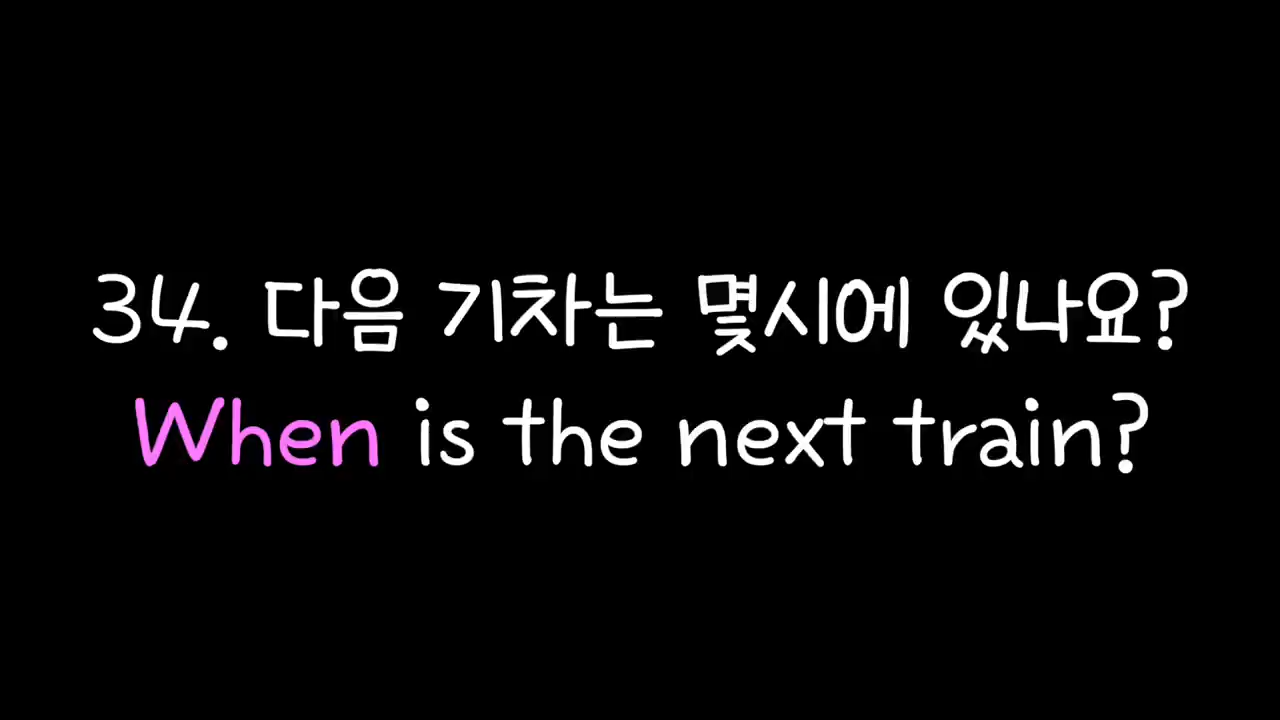 34. 다음 기차는 몇시에 있나요?
When is the next train?